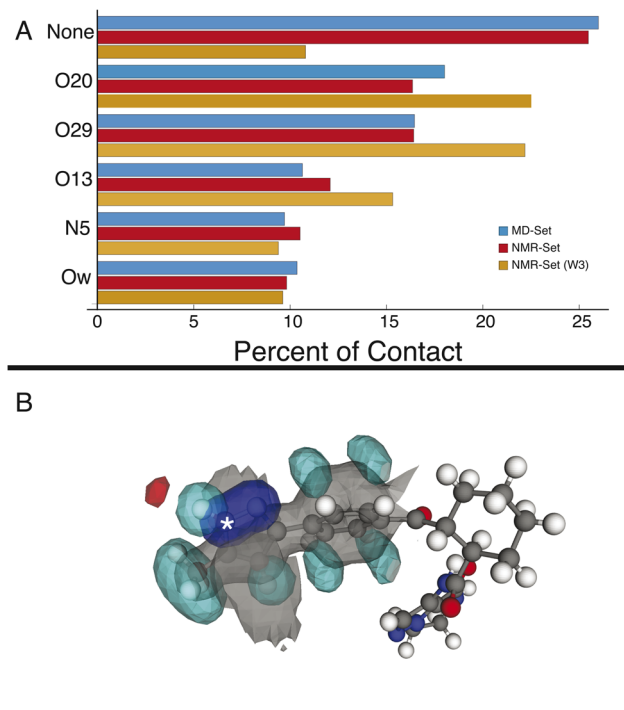 A
None
O20
O29
O13
N5
Ow
MD-Set
NMR-Set
NMR-Set (W3)
0 5 10 15 20 25
Percent of Contact
B
*